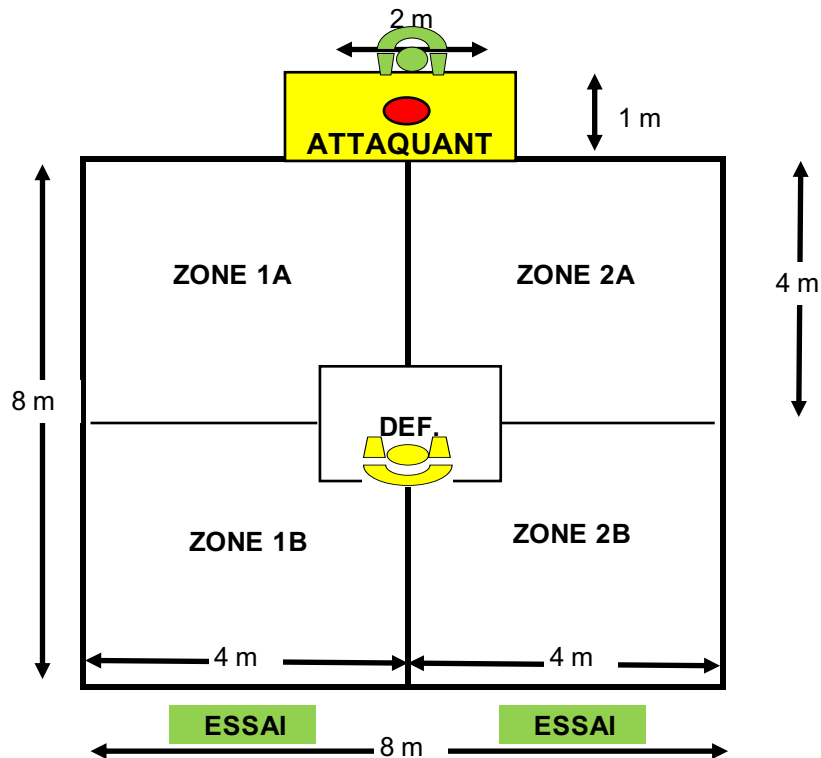 2 m
1 m
ATTAQUANT
ZONE 1A
ZONE 2A
4 m
8 m
DEF.
ZONE 1B
ZONE 2B
4 m
4 m
ESSAI
ESSAI
8 m